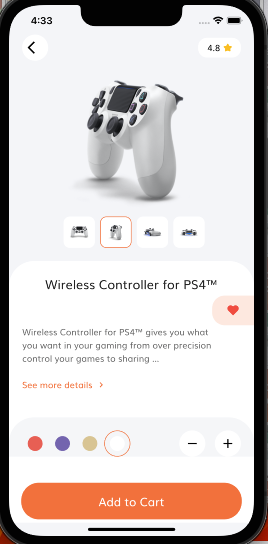 4:33
4.8
Wireless Controller for PS4™
Wireless Controller for PS4™ gives you what
you want in your gaming from over precision
control your games to sharing ...
See more details
Add to Cart